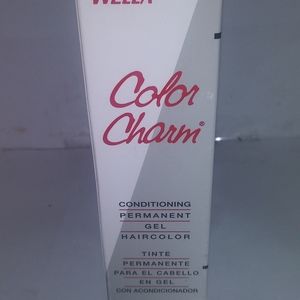 WELLA
Color
Charm®
CONDITIONING
PERMANENT
GEL
HAIRCOLOR
TINTE
PERMANENTE
PARA EL CABELLO
EN GEL
CON ACONDICIONADOR